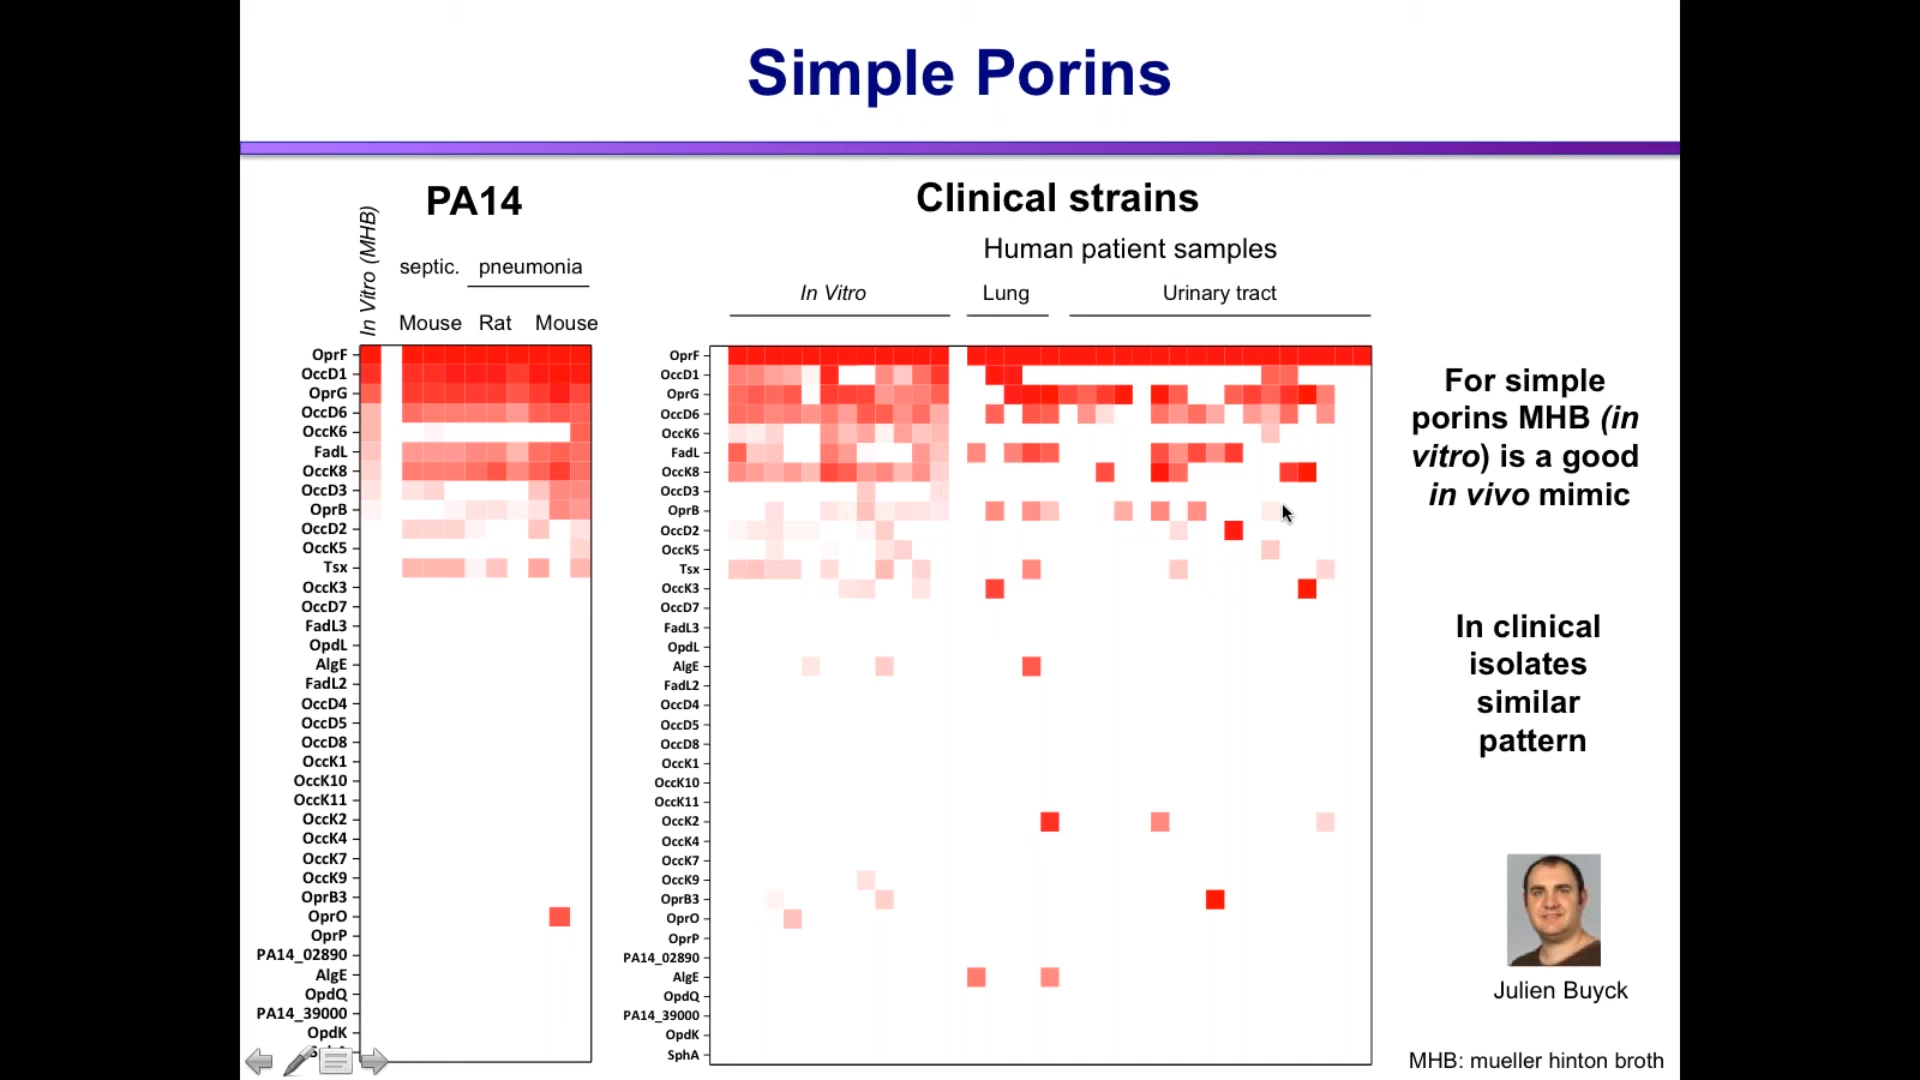 Simple Porins
PA14
In Vitro (MHB)
septic. pneumonia
Mouse Rat Mouse
OprF
OccD1
OprG
OccD6
OccK6
FadL
OccK8
OccD3
OprB
OccD2
OccK5
Tsx
OccK3
OccD7
FadL3
OpdL
AlgE
FadL2
OccD4
OccD5
OccD8
OccK1
OccK10
OccK11
OccK2
OccK4
OccK7
OccK9
OprB3
OprO
OprP
PA14_02890
AlgE
OpdQ
PA14_39000
OpdK
Clinical strains
Human patient samples
In Vitro Lung Urinary tract
OprF
OccD1
OprG
OccD6
OccK6
FadL
OccK8
OccD3
OprB
OccD2
OccK5
Tsx
OccK3
OccD7
FadL3
OpdL
AlgE
FadL2
OccD4
OccD5
OccD8
OccK1
OccK10
OccK11
OccK2
OccK4
OccK7
OccK9
OprB3
OprO
OprP
PA14_02890
AlgE
OpdQ
PA14_39000
OpdK
SphA
For simple
porins MHB (in
vitro) is a good
in vivo mimic
In clinical
isolates
similar
pattern
Julien Buyck
MHB: mueller hinton broth